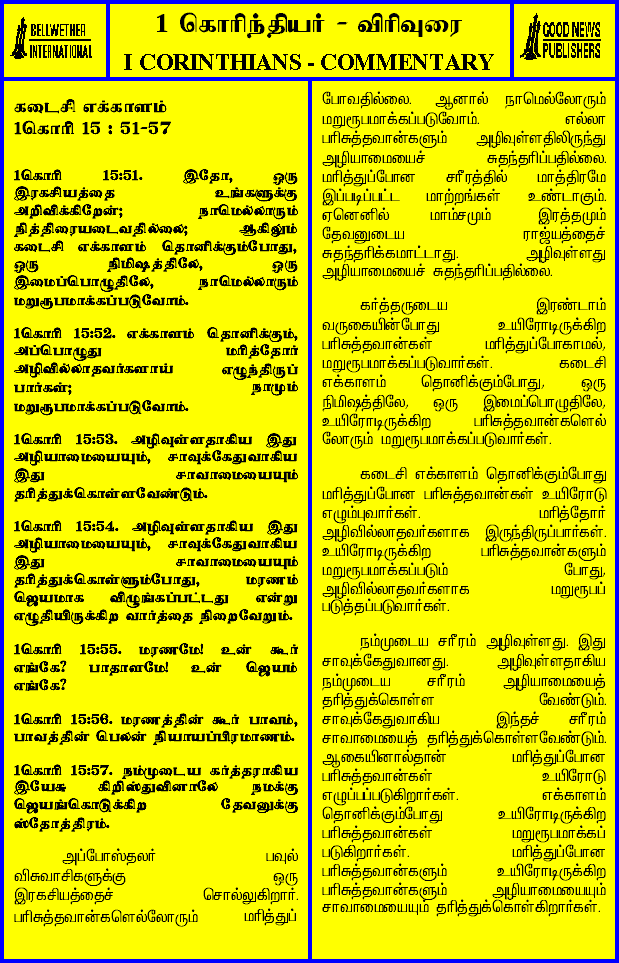 BELLWETHER
INTERNATIONAL
1 கொரிந்தியர் - விரிவுரை
I CORINTHIANS - COMMENTARY
GOOD NEWS
PUBLISHERS
கடைசி எக்காளம்
1கொரி 15 : 51-57
1கொரி 15:51. இதோ, ஒரு
இரகசியத்தை உங்களுக்கு
அறிவிக்கிறேன்; நாமெல்லாரும்
நித்திரையடைவதில்லை; ஆகிலும்
கடைசி எக்காளம் தொனிக்கும்போது,
ஒரு நிமிஷத்திலே, ஒரு
இமைப்பொழுதிலே, நாமெல்லாரும்
மறுரூபமாக்கப்படுவோம்.
1கொரி 15:52. எக்காளம் தொனிக்கும்,
அப்பொழுது மரித்தோர்
அழிவில்லாதவர்களாய் எழுந்திருப்
பார்கள்; நாமும்
மறுரூபமாக்கப்படுவோம்.
1கொரி 15:53. அழிவுள்ளதாகிய இது
அழியாமையையும், சாவுக்கேதுவாகிய
இது சாவாமையையும்
தரித்துக்கொள்ளவேண்டும்.
1கொரி 15:54. அழிவுள்ளதாகிய இது
அழியாமையையும், சாவுக்கேதுவாகிய
இது சாவாமையையும்
தரித்துக்கொள்ளும்போது, மரணம்
ஜெயமாக விழுங்கப்பட்டது என்று
எழுதியிருக்கிற வார்த்தை நிறைவேறும்.
1கொரி 15:55. மரணமே! உன் கூர்
எங்கே? பாதாளமே! உன் ஜெயம்
எங்கே?
1கொரி 15:56. மரணத்தின் கூர் பாவம்,
பாவத்தின் பெலன் நியாயப்பிரமாணம்.
1கொரி 15:57. நம்முடைய கர்த்தராகிய
இயேசு கிறிஸ்துவினாலே நமக்கு
ஜெயங்கொடுக்கிற தேவனுக்கு
ஸ்தோத்திரம்.
அப்போஸ்தலர் பவுல்
விசுவாசிகளுக்கு ஒரு
இரகசியத்தைச் சொல்லுகிறார்.
பரிசுத்தவான்களெல்லோரும் மரித்துப்
போவதில்லை. ஆனால் நாமெல்லோரும்
மறுரூபமாக்கப்படுவோம். எல்லா
பரிசுத்தவான்களும் அழிவுள்ளதிலிருந்து
அழியாமையைச் சுதந்தரிப்பதில்லை.
மரித்துப்போன சரீரத்தில் மாத்திரமே
இப்படிப்பட்ட மாற்றங்கள் உண்டாகும்.
ஏனெனில் மாம்சமும் இரத்தமும்
தேவனுடைய ராஜ்யத்தைச்
சுதந்தரிக்கமாட்டாது. அழிவுள்ளது
அழியாமையைச் சுதந்தரிப்பதில்லை.
கர்த்தருடைய இரண்டாம்
வருகையின்போது உயிரோடிருக்கிற
பரிசுத்தவான்கள் மரித்துப்போகாமல்,
மறுரூபமாக்கப்படுவார்கள். கடைசி
எக்காளம் தொனிக்கும்போது, ஒரு
நிமிஷத்திலே, ஒரு இமைப்பொழுதிலே,
உயிரோடிருக்கிற பரிசுத்தவான்களெல்
லோரும் மறுரூபமாக்கப்படுவார்கள்.
கடைசி எக்காளம் தொனிக்கும்போது
மரித்துப்போன பரிசுத்தவான்கள் உயிரோடு
எழும்புவார்கள். மரித்தோர்
அழிவில்லாதவர்களாக இருந்திருப்பார்கள்.
உயிரோடிருக்கிற பரிசுத்தவான்களும்
மறுரூபமாக்கப்படும் போது,
அழிவில்லாதவர்களாக மறுரூபப்
படுத்தப்படுவார்கள்.
நம்முடைய சரீரம் அழிவுள்ளது. இது
சாவுக்கேதுவானது. அழிவுள்ளதாகிய
நம்முடைய சரீரம் அழியாமையைத்
தரித்துக்கொள்ள வேண்டும்.
சாவுக்கேதுவாகிய இந்தச் சரீரம்
சாவாமையைத் தரித்துக்கொள்ளவேண்டும்.
ஆகையினால்தான் மரித்துப்போன
பரிசுத்தவான்கள் உயிரோடு
எழுப்பப்படுகிறார்கள். எக்காளம்
தொனிக்கும்போது உயிரோடிருக்கிற
பரிசுத்தவான்கள் மறுரூபமாக்கப்
படுகிறார்கள். மரித்துப்போன
பரிசுத்தவான்களும் உயிரோடிருக்கிற
பரிசுத்தவான்களும் அழியாமையையும்
சாவாமையையும் தரித்துக்கொள்கிறார்கள்.